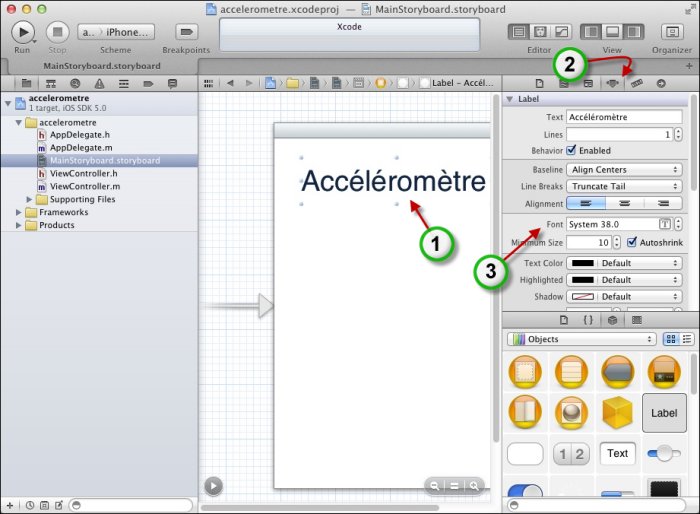 accelerometre.xcodeproj — MainStoryboard.storyboard
Run
Stop
a.. iPhone...
Scheme
Breakpoints
Xcode
Editor
View
Organizer
MainStoryboard.storyboard
2
Label – Accél...
accelerometre
1 target, iOS SDK 5.0
accelerometre
AppDelegate.h
AppDelegate.m
MainStoryboard.storyboard
ViewController.h
ViewController.m
Supporting Files
Frameworks
Products
Accéléromètre
1
3
Label
Text Accéléromètre
Lines 1
Behavior Enabled
Baseline Align Centers
Line Breaks Truncate Tail
Alignment
Font System 38.0 T
Minimum Size 10 Autoshrink
Text Color Default
Highlighted Default
Shadow Default
{ }
Objects
Label
1 2
Text